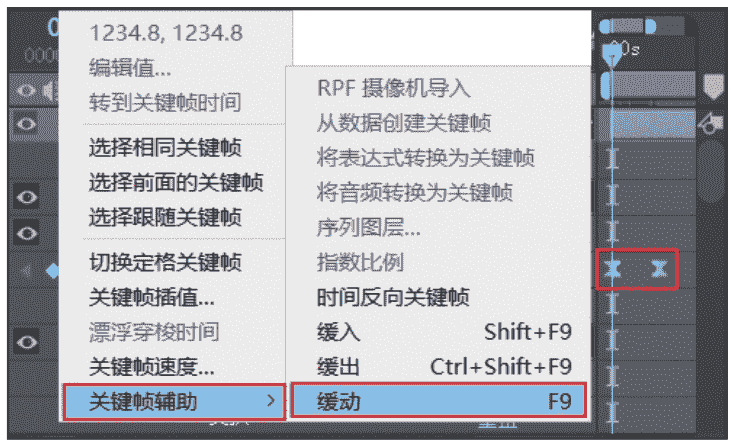 1234.8, 1234.8
编辑值...
转到关键帧时间
选择相同关键帧
选择前面的关键帧
选择跟随关键帧
切换定格关键帧
关键帧插值...
漂浮穿梭时间
关键帧速度...
关键帧辅助 >
RPF 摄像机导入
从数据创建关键帧
将表达式转换为关键帧
将音频转换为关键帧
序列图层...
指数比例
时间反向关键帧
缓入 Shift+F9
缓出 Ctrl+Shift+F9
缓动 F9